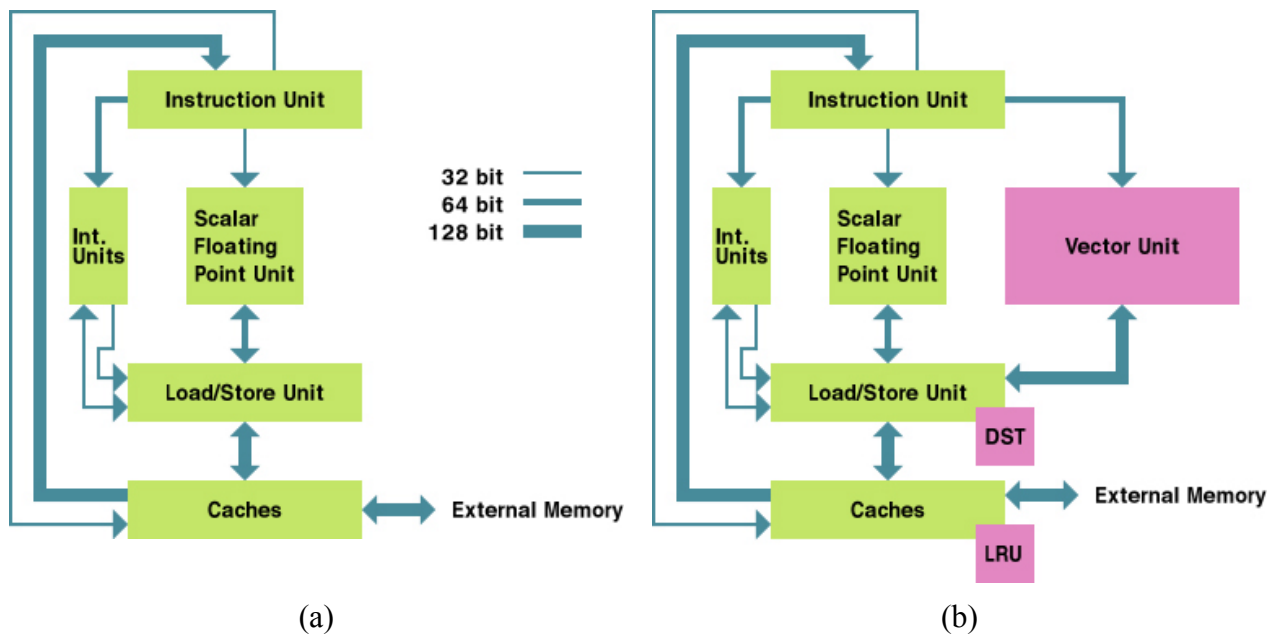 Instruction Unit
Int.
Units
Scalar
Floating
Point Unit
Load/Store Unit
Caches
External Memory
32 bit
64 bit
128 bit
(a)
Instruction Unit
Int.
Units
Scalar
Floating
Point Unit
Vector Unit
Load/Store Unit
DST
Caches
External Memory
LRU
(b)